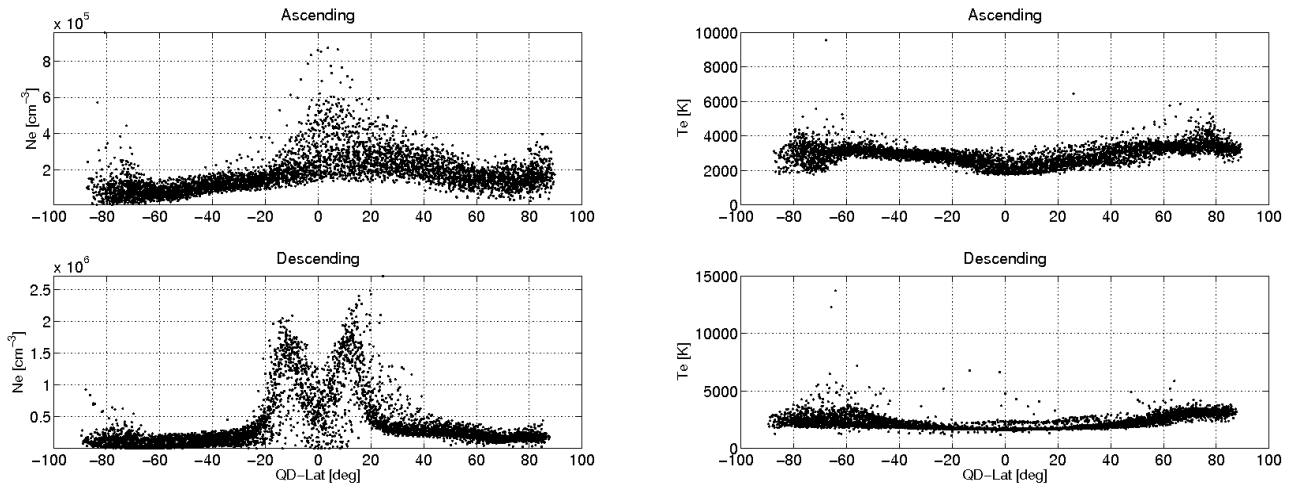 Ascending
x 10^5
Ne [cm^-3]
8
6
4
2
−100 −80 −60 −40 −20 0 20 40 60 80 100
Ascending
Te [K]
10000
8000
6000
4000
2000
0
−100 −80 −60 −40 −20 0 20 40 60 80 100
Descending
x 10^6
Ne [cm^-3]
2.5
2
1.5
1
0.5
−100 −80 −60 −40 −20 0 20 40 60 80 100
QD−Lat [deg]
Descending
Te [K]
15000
10000
5000
0
−100 −80 −60 −40 −20 0 20 40 60 80 100
QD−Lat [deg]